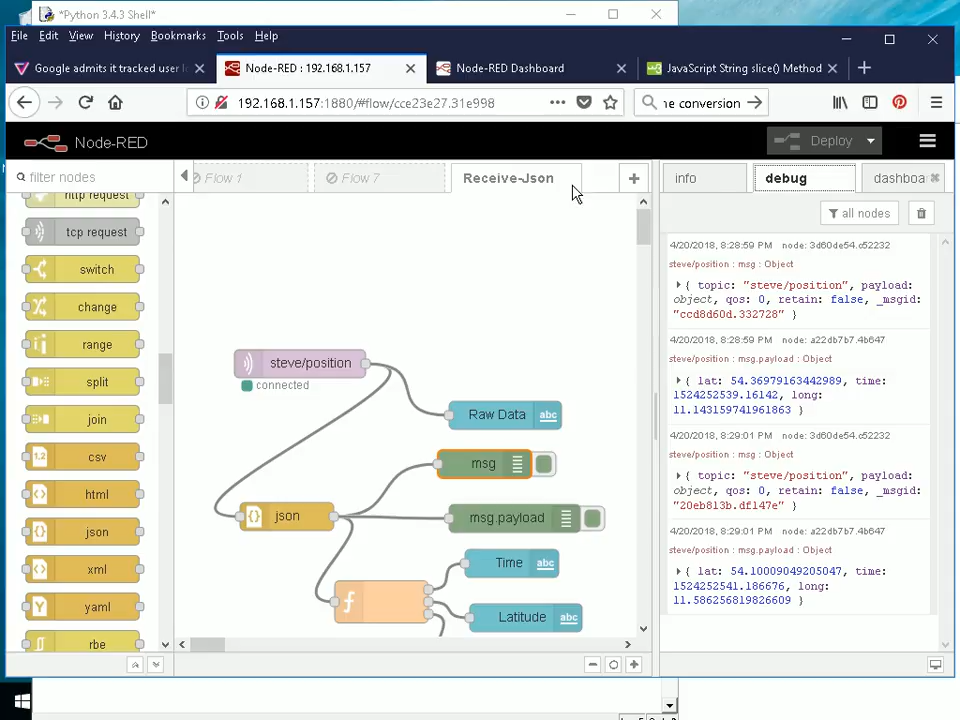 *Python 3.4.3 Shell*
File Edit View History Bookmarks Tools Help
Google admits it tracked user lo
Node-RED : 192.168.1.157
Node-RED Dashboard
JavaScript String slice() Method
192.168.1.157:1880/#flow/cce23e27.31e998
ne conversion
Node-RED
Deploy
filter nodes
Flow 1
Flow 7
Receive-Json
info
debug
dashboa
all nodes
http request
tcp request
switch
change
range
split
join
csv
html
json
xml
yaml
rbe
steve/position
connected
Raw Data
abc
msg
json
msg.payload
Time
abc
f
Latitude
abc
4/20/2018, 8:28:59 PM node: 3d60de54.c52232
steve/position : msg : Object
{ topic: "steve/position", payload:
object, qos: 0, retain: false, _msgid:
"ccd8d60d.332728" }
4/20/2018, 8:28:59 PM node: a22db7b7.4b647
steve/position : msg.payload : Object
{ lat: 54.36979163442989, time:
1524252539.16142, long:
11.143159741961863 }
4/20/2018, 8:29:01 PM node: 3d60de54.c52232
steve/position : msg : Object
{ topic: "steve/position", payload:
object, qos: 0, retain: false, _msgid:
"20eb813b.df147e" }
4/20/2018, 8:29:01 PM node: a22db7b7.4b647
steve/position : msg.payload : Object
{ lat: 54.10009049205047, time:
1524252541.186676, long:
11.586256819826609 }